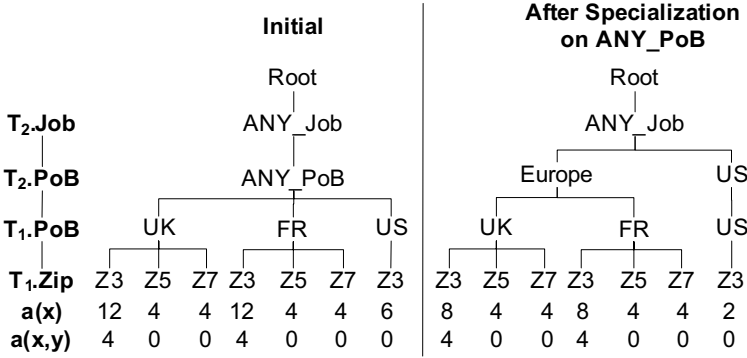 Initial
After Specialization
on ANY_PoB
Root Root
T₂.Job ANY_Job ANY_Job
T₂.PoB ANY_PoB Europe US
T₁.PoB UK FR US UK FR US
T₁.Zip Z3 Z5 Z7 Z3 Z5 Z7 Z3 Z3 Z5 Z7 Z3 Z5 Z7 Z3
a(x) 12 4 4 12 4 4 6 8 4 4 8 4 4 2
a(x,y) 4 0 0 4 0 0 0 4 0 0 4 0 0 0